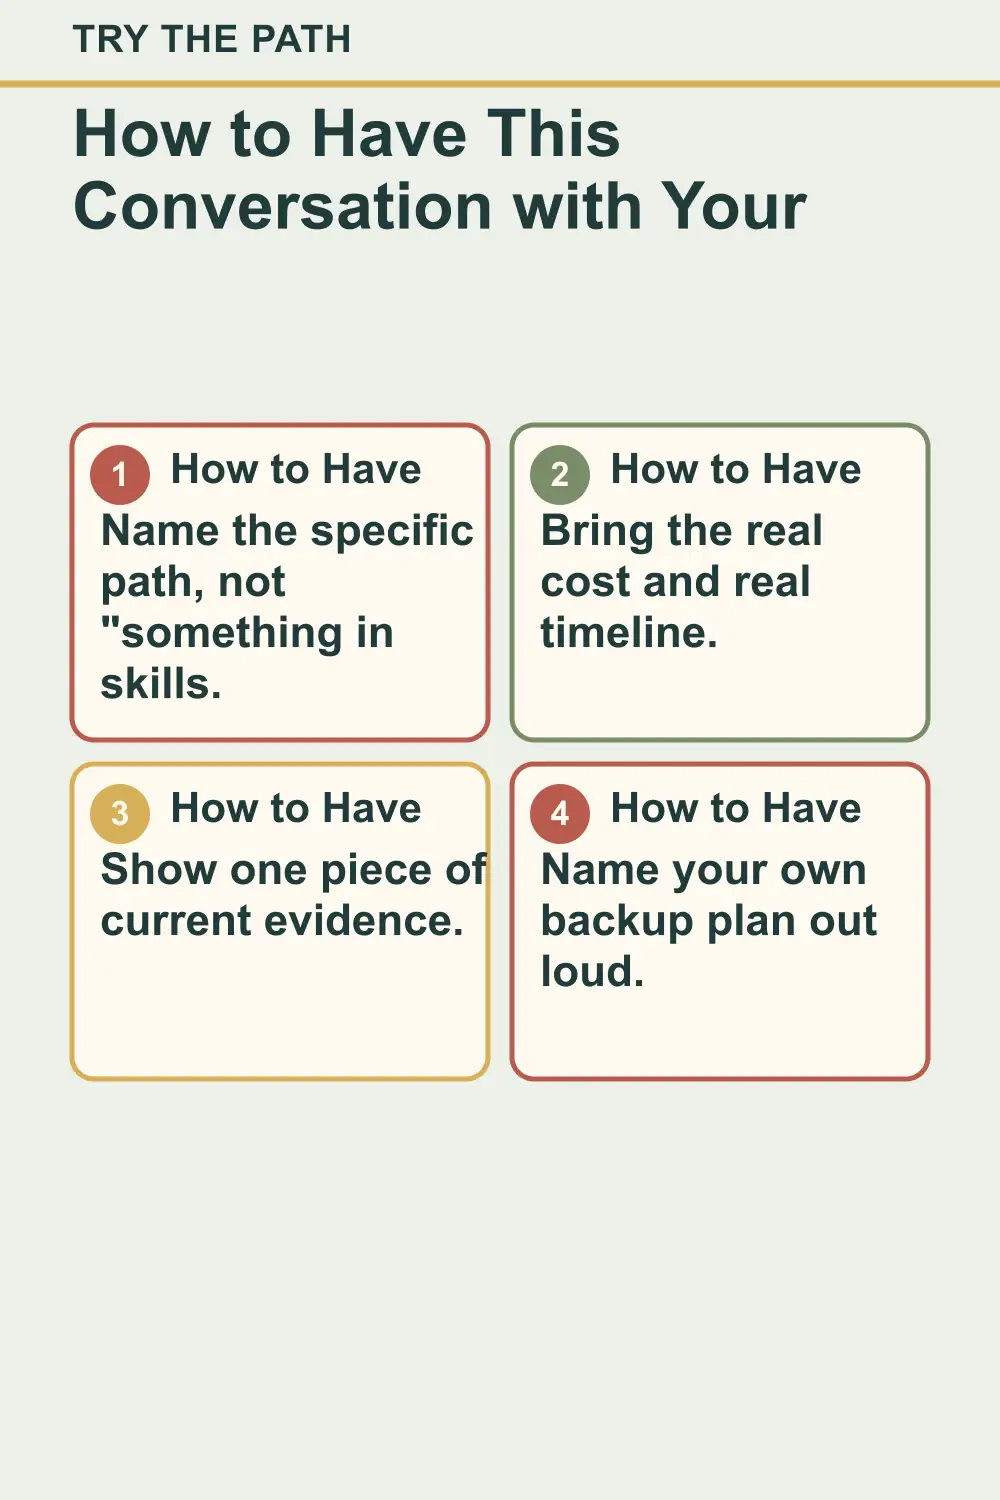 TRY THE PATH
How to Have This
Conversation with Your
1 How to Have
Name the specific
path, not
"something in
skills.
2 How to Have
Bring the real
cost and real
timeline.
3 How to Have
Show one piece of
current evidence.
4 How to Have
Name your own
backup plan out
loud.